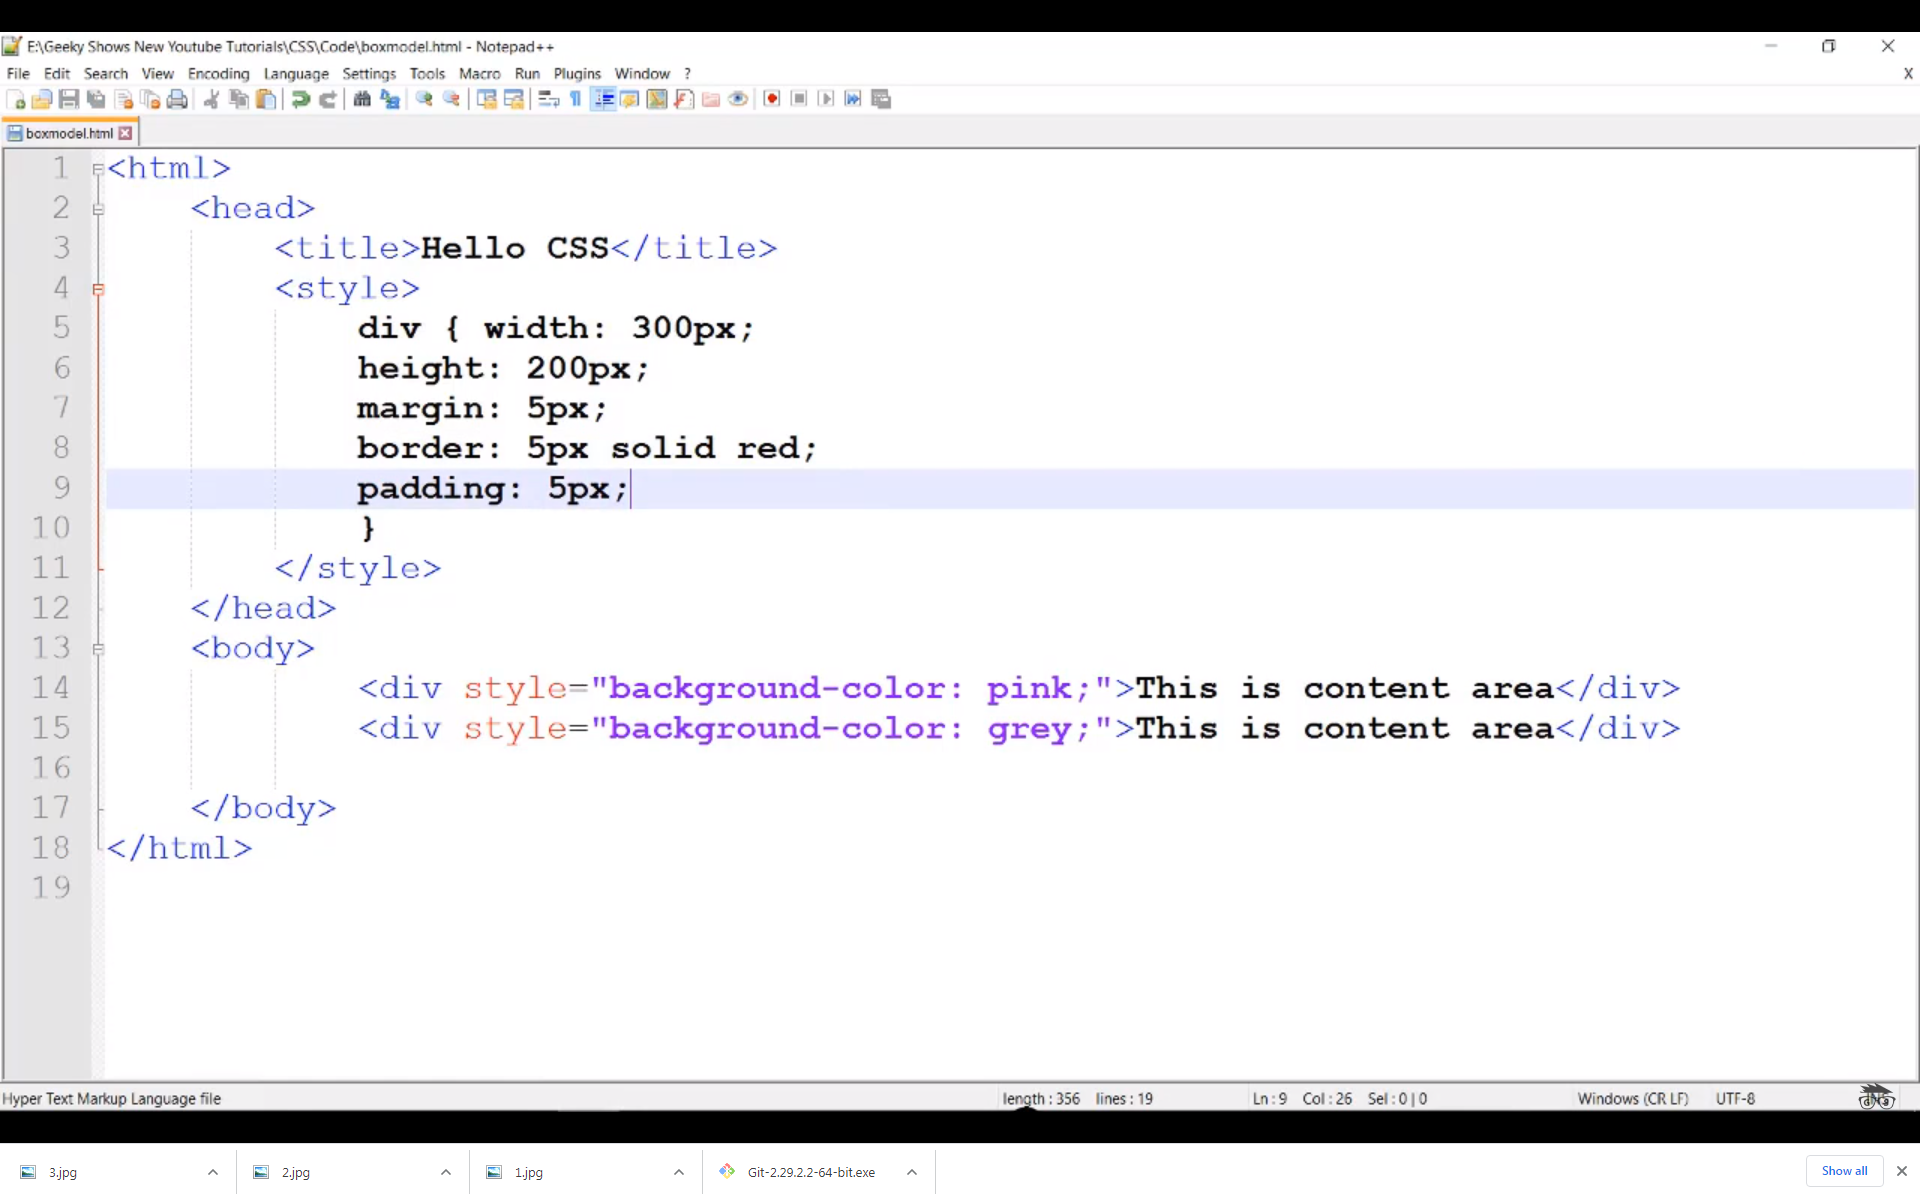 E:\Geeky Shows New Youtube Tutorials\CSS\Code\boxmodel.html - Notepad++
File Edit Search View Encoding Language Settings Tools Macro Run Plugins Window ? X
boxmodel.html
1 <html>
2 <head>
3 <title>Hello CSS</title>
4 <style>
5 div { width: 300px;
6 height: 200px;
7 margin: 5px;
8 border: 5px solid red;
9 padding: 5px;
10 }
11 </style>
12 </head>
13 <body>
14 <div style="background-color: pink;">This is content area</div>
15 <div style="background-color: grey;">This is content area</div>
16
17 </body>
18 </html>
19
Hyper Text Markup Language file length : 356 lines : 19 Ln : 9 Col : 26 Sel : 0 | 0 Windows (CR LF) UTF-8
3.jpg 2.jpg 1.jpg Git-2.29.2.2-64-bit.exe Show all